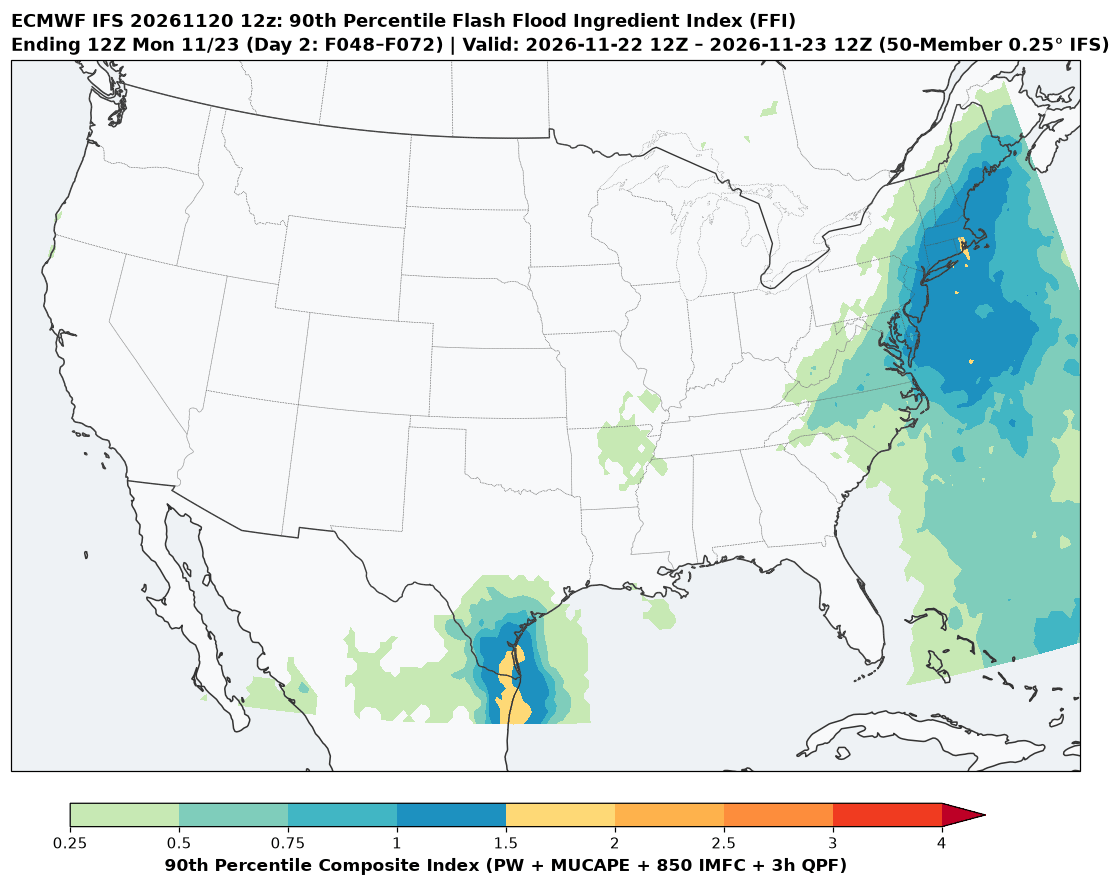 ECMWF IFS 20261120 12z: 90th Percentile Flash Flood Ingredient Index (FFI)
Ending 12Z Mon 11/23 (Day 2: F048–F072) | Valid: 2026-11-22 12Z – 2026-11-23 12Z (50-Member 0.25° IFS)
0.25 0.5 0.75 1 1.5 2 2.5 3 4
90th Percentile Composite Index (PW + MUCAPE + 850 IMFC + 3h QPF)